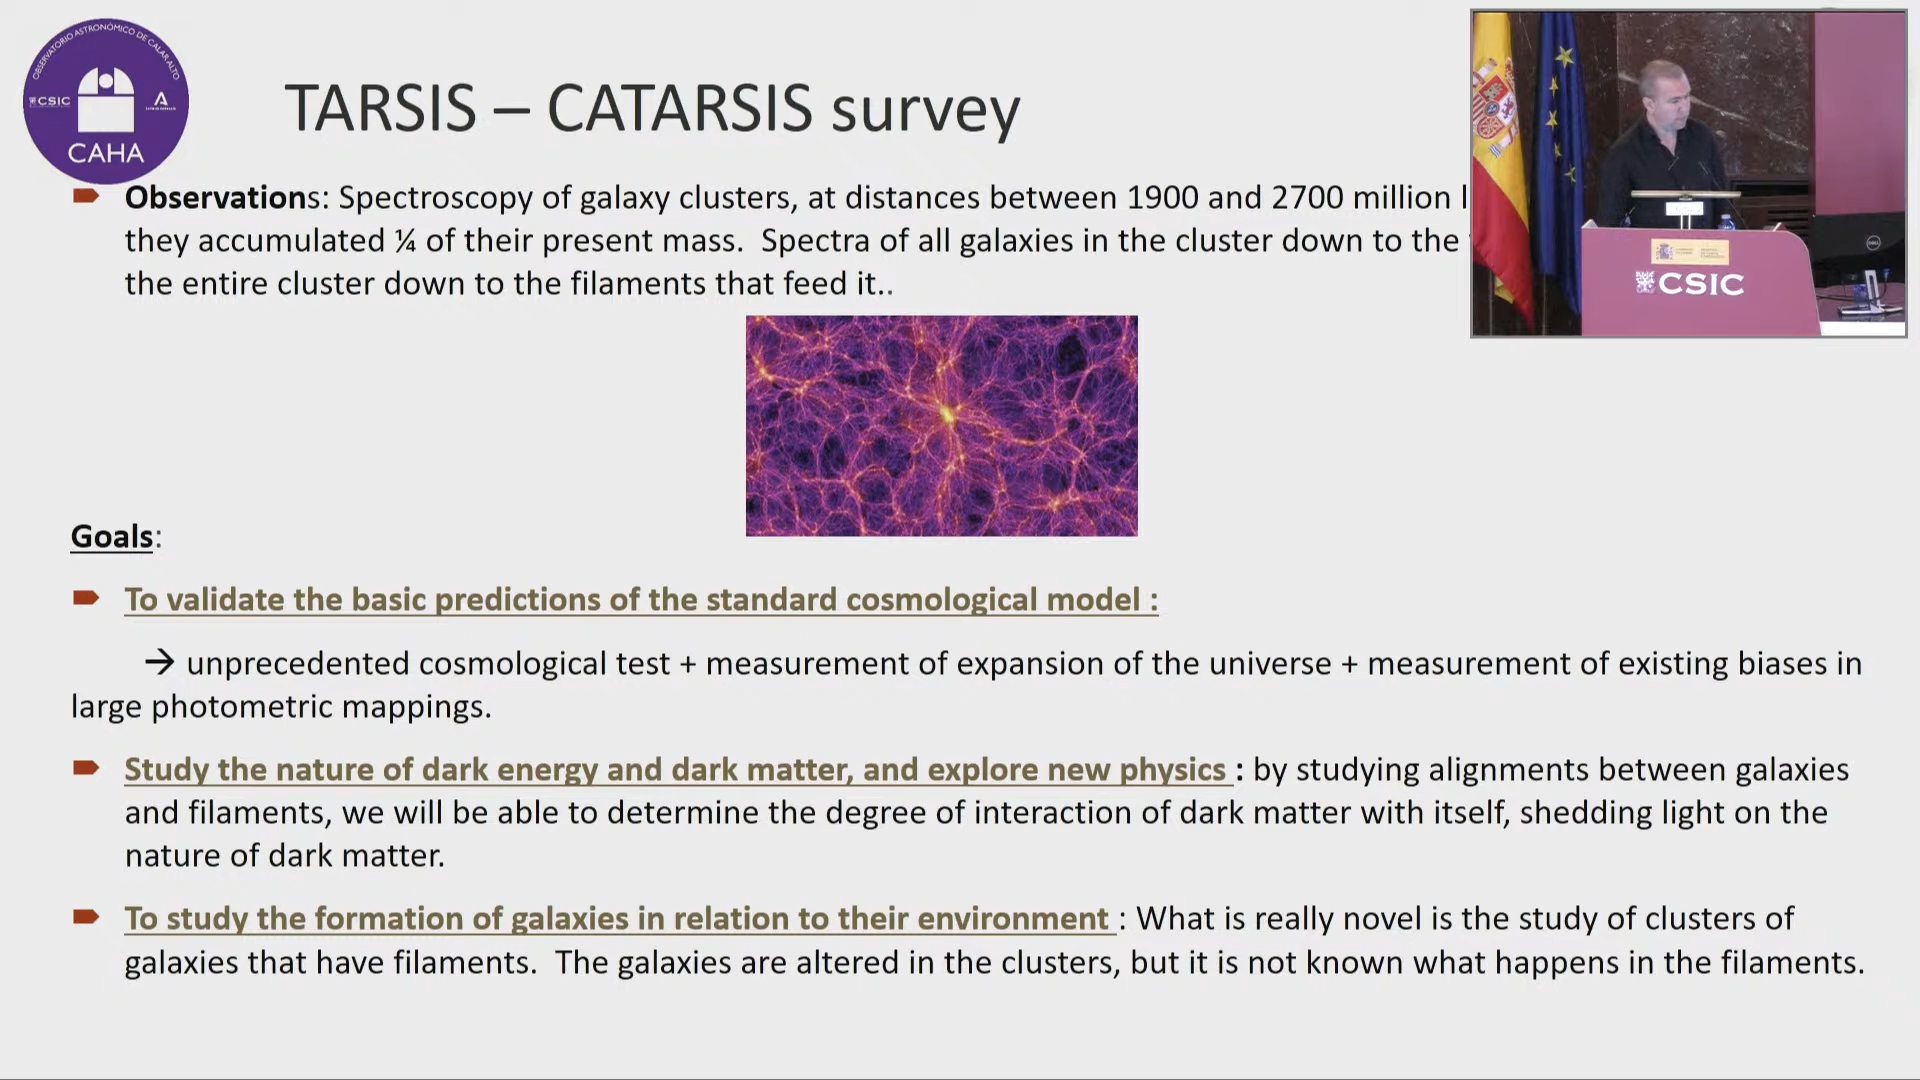 OBSERVATORIO ASTRONÓMICO DE CALAR ALTO
CSIC
CAHA
TARSIS – CATARSIS survey
Observations: Spectroscopy of galaxy clusters, at distances between 1900 and 2700 million
they accumulated ¼ of their present mass.  Spectra of all galaxies in the cluster down to the
the entire cluster down to the filaments that feed it..
CSIC
Goals:
To validate the basic predictions of the standard cosmological model :
→ unprecedented cosmological test + measurement of expansion of the universe + measurement of existing biases in
large photometric mappings.
Study the nature of dark energy and dark matter, and explore new physics : by studying alignments between galaxies
and filaments, we will be able to determine the degree of interaction of dark matter with itself, shedding light on the
nature of dark matter.
To study the formation of galaxies in relation to their environment : What is really novel is the study of clusters of
galaxies that have filaments.  The galaxies are altered in the clusters, but it is not known what happens in the filaments.